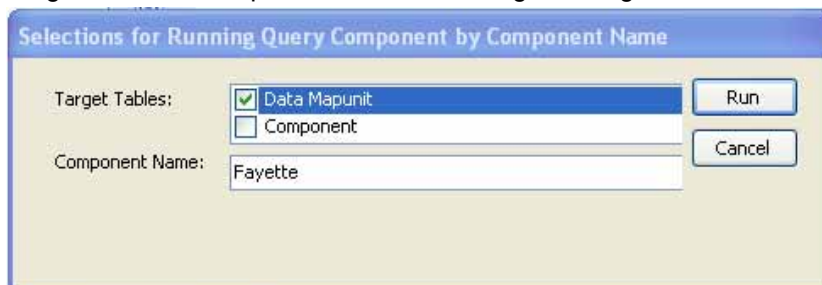 Selections for Running Query Component by Component Name
Target Tables:
Data Mapunit
Component
Run
Cancel
Component Name:
Fayette